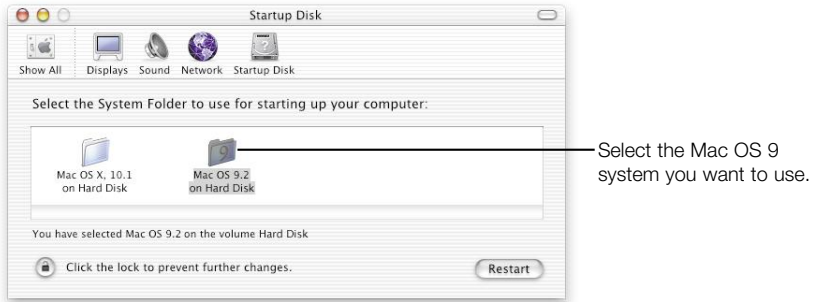 Startup Disk
Show All Displays Sound Network Startup Disk
Select the System Folder to use for starting up your computer:
9
Mac OS X, 10.1
on Hard Disk
Mac OS 9.2
on Hard Disk
Select the Mac OS 9
system you want to use.
You have selected Mac OS 9.2 on the volume Hard Disk
Click the lock to prevent further changes.
Restart